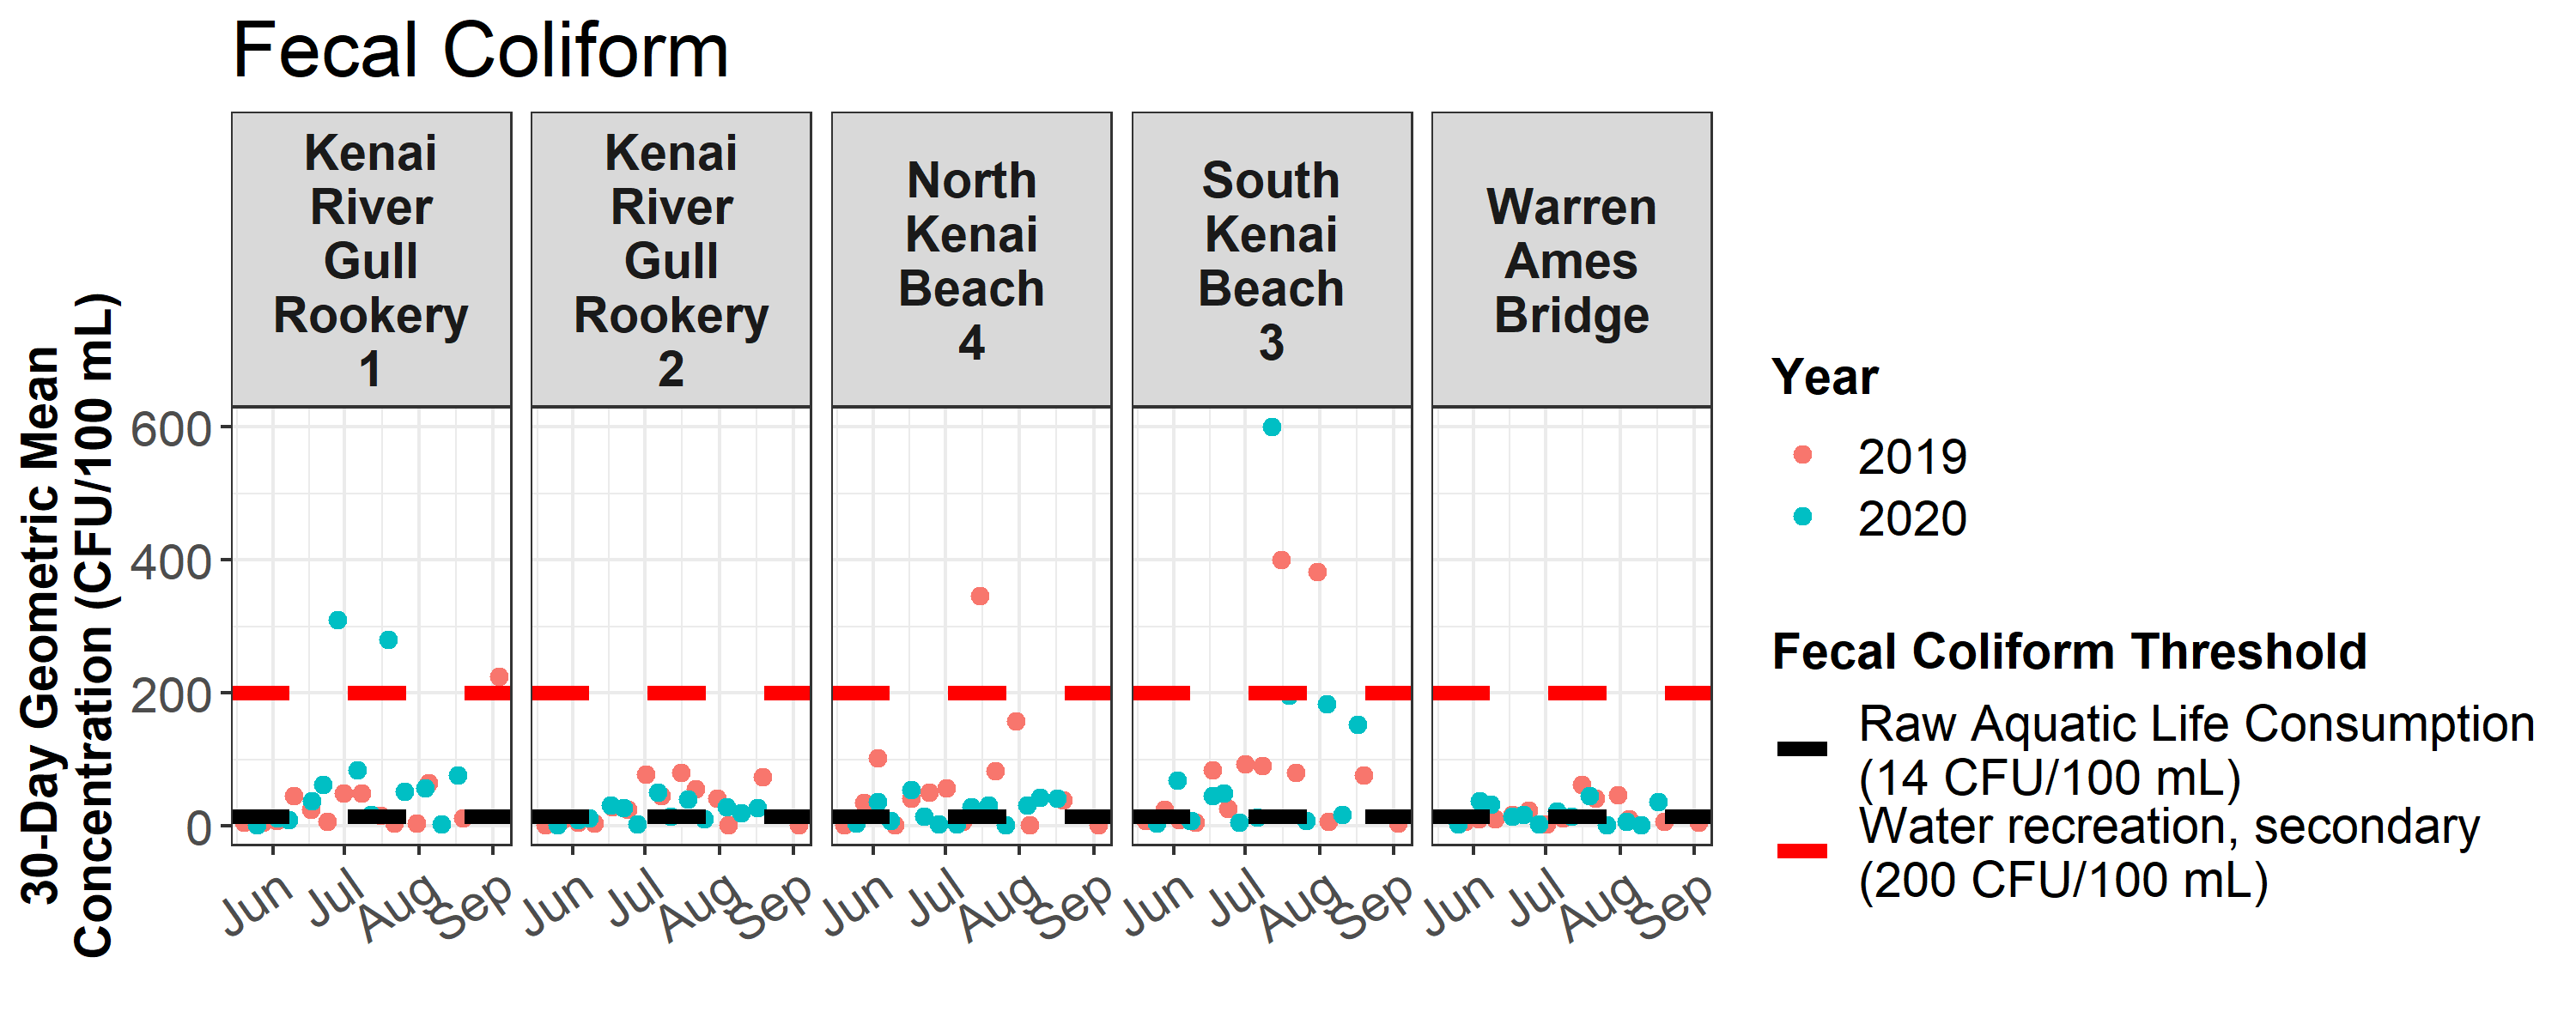 Fecal Coliform
Kenai
River
Gull
Rookery
1
Kenai
River
Gull
Rookery
2
North
Kenai
Beach
4
South
Kenai
Beach
3
Warren
Ames
Bridge
30-Day Geometric Mean
Concentration (CFU/100 mL)
600
400
200
0
Jun
Jul
Aug
Sep
Jun
Jul
Aug
Sep
Jun
Jul
Aug
Sep
Jun
Jul
Aug
Sep
Jun
Jul
Aug
Sep
Year
2019
2020
Fecal Coliform Threshold
Raw Aquatic Life Consumption
(14 CFU/100 mL)
Water recreation, secondary
(200 CFU/100 mL)